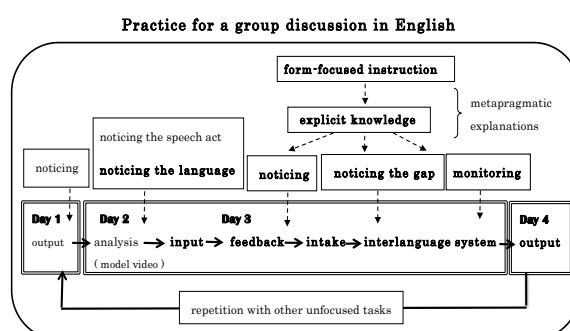 Practice for a group discussion in English
form-focused instruction
explicit knowledge
metapragmatic
explanations
noticing the speech act
noticing the language
noticing
noticing
noticing the gap
monitoring
Day 1
Day 2
Day 3
Day 4
output
analysis
input
feedback
intake
interlanguage system
output
( model video )
repetition with other unfocused tasks